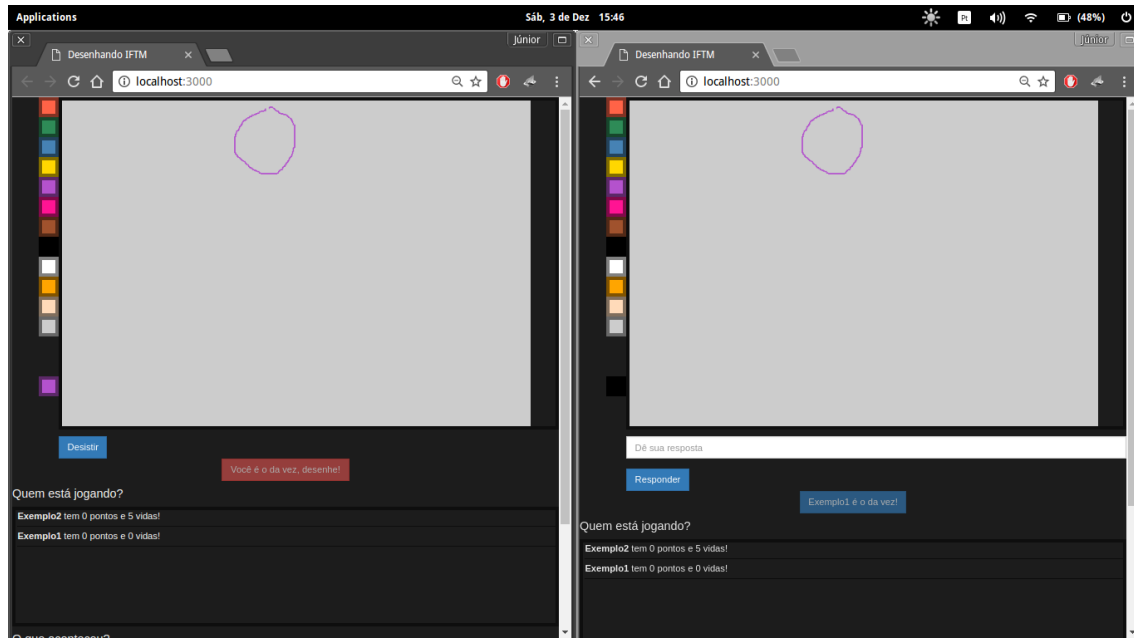 Applications
Sáb, 3 de Dez 15:46
Pt
(48%)
Júnior
Desenhando IFTM
localhost:3000
Desistir
Você é o da vez, desenhe!
Quem está jogando?
Exemplo2 tem 0 pontos e 5 vidas!
Exemplo1 tem 0 pontos e 0 vidas!
O que aconteceu?
Júnior
Desenhando IFTM
localhost:3000
Dê sua resposta
Responder
Exemplo1 é o da vez!
Quem está jogando?
Exemplo2 tem 0 pontos e 5 vidas!
Exemplo1 tem 0 pontos e 0 vidas!